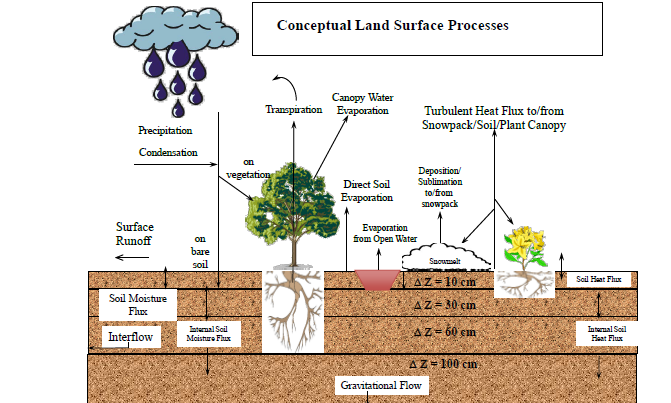 Conceptual Land Surface Processes
Transpiration
Canopy Water
Evaporation
Turbulent Heat Flux to/from
Snowpack/Soil/Plant Canopy
Precipitation
Condensation
on
vegetation
Direct Soil
Evaporation
Deposition/
Sublimation
to/from
snowpack
Evaporation
from Open Water
Surface
Runoff
on
bare
soil
Snowmelt
Δ Z = 10 cm
Soil Heat Flux
Soil Moisture
Flux
Δ Z = 30 cm
Interflow
Internal Soil
Moisture Flux
Δ Z = 60 cm
Internal Soil
Heat Flux
Δ Z = 100 cm
Gravitational Flow